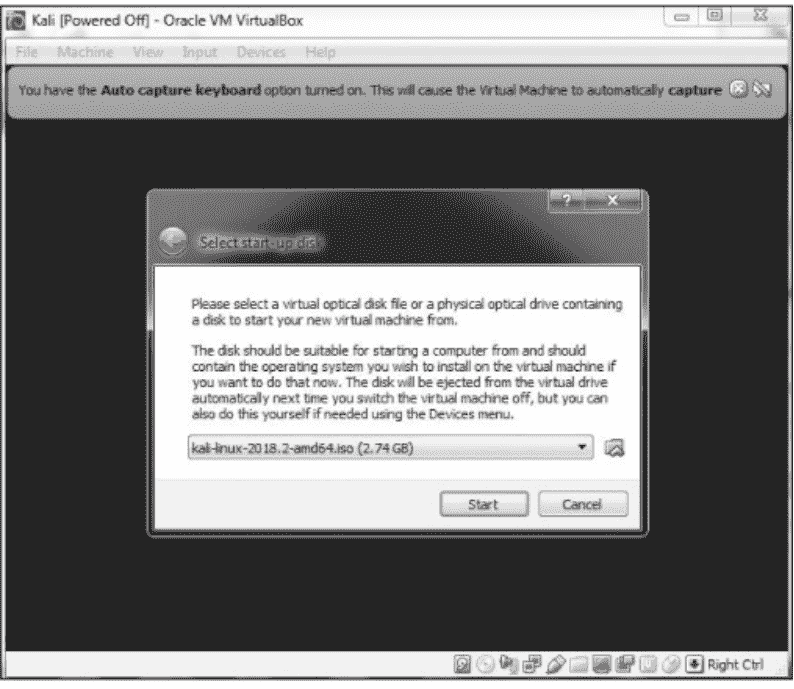 Kali [Powered Off] - Oracle VM VirtualBox
File Machine View Input Devices Help
You have the Auto capture keyboard option turned on. This will cause the Virtual Machine to automatically capture
?
X
Select start-up disk
Please select a virtual optical disk file or a physical optical drive containing
a disk to start your new virtual machine from.
The disk should be suitable for starting a computer from and should
contain the operating system you wish to install on the virtual machine if
you want to do that now. The disk will be ejected from the virtual drive
automatically next time you switch the virtual machine off, but you can
also do this yourself if needed using the Devices menu.
kali-linux-2018.2-amd64.iso (2.74 GB)
Start Cancel
Right Ctrl